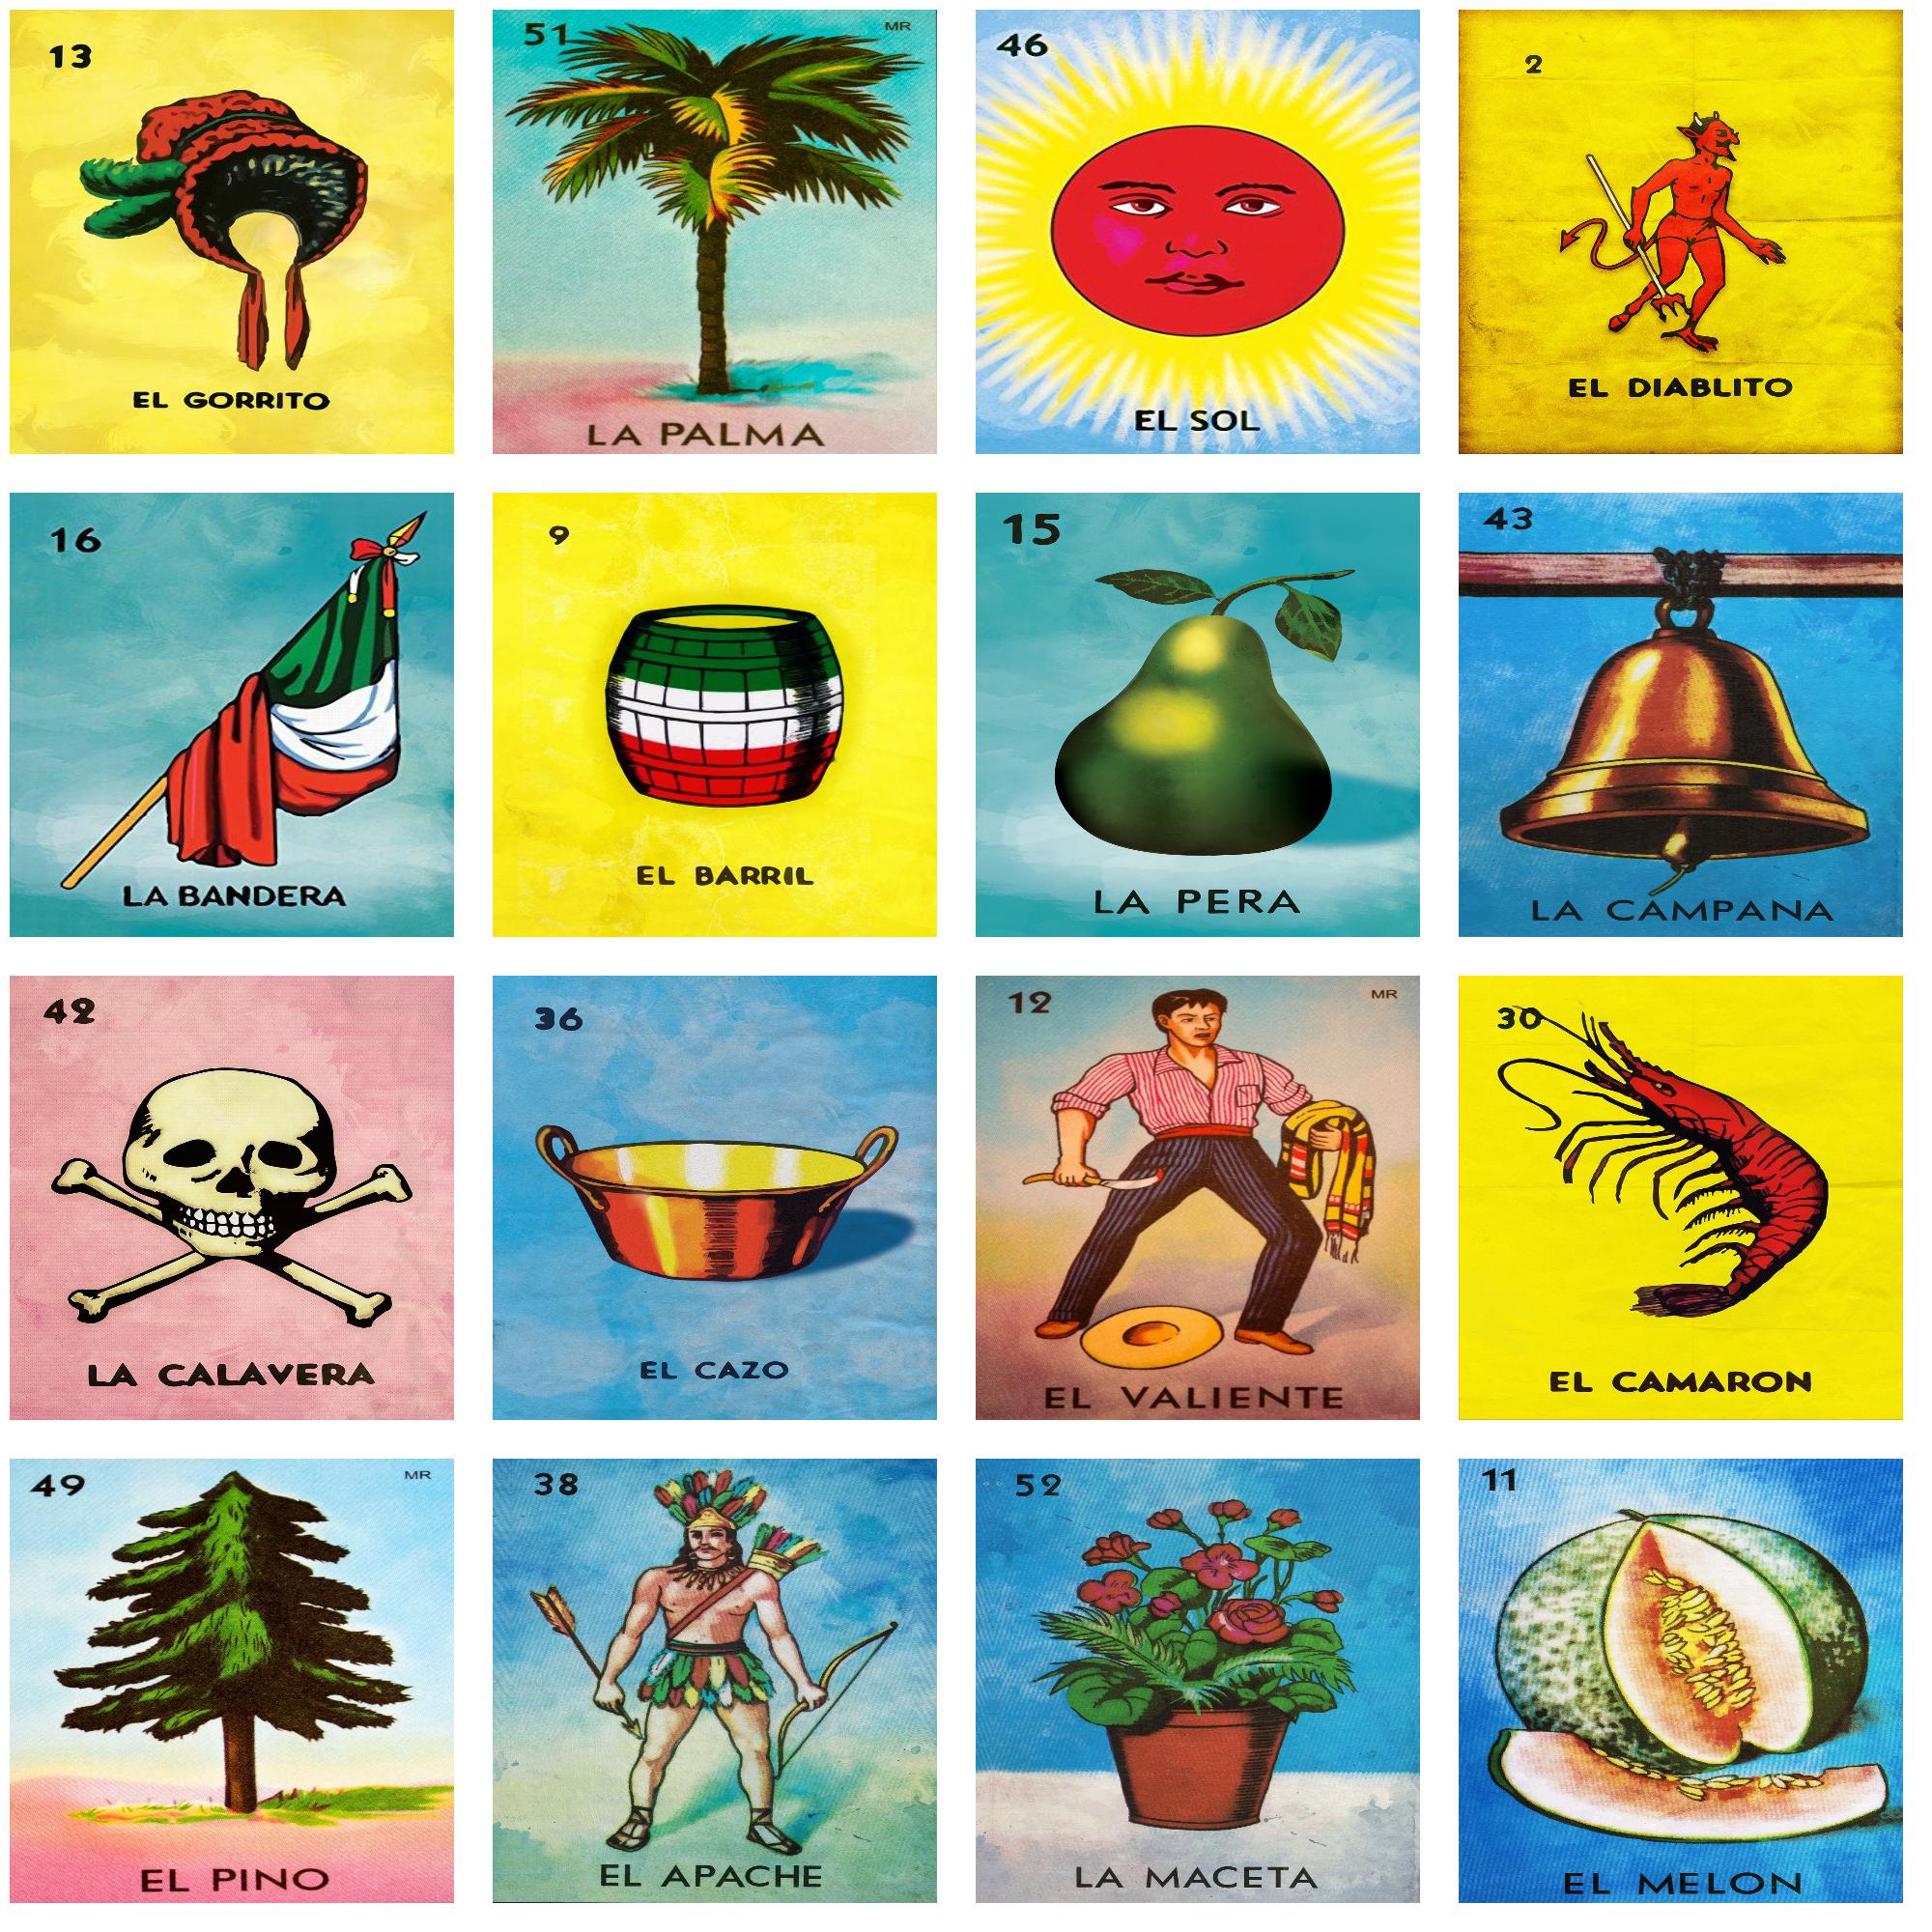 13
EL GORRITO
51
MR
LA PALMA
46
EL SOL
2
EL DIABLITO
16
LA BANDERA
9
EL BARRIL
15
LA PERA
43
LA CAMPANA
42
LA CALAVERA
36
EL CAZO
12
MR
EL VALIENTE
30
EL CAMARON
49
MR
EL PINO
38
EL APACHE
52
LA MACETA
11
EL MELON